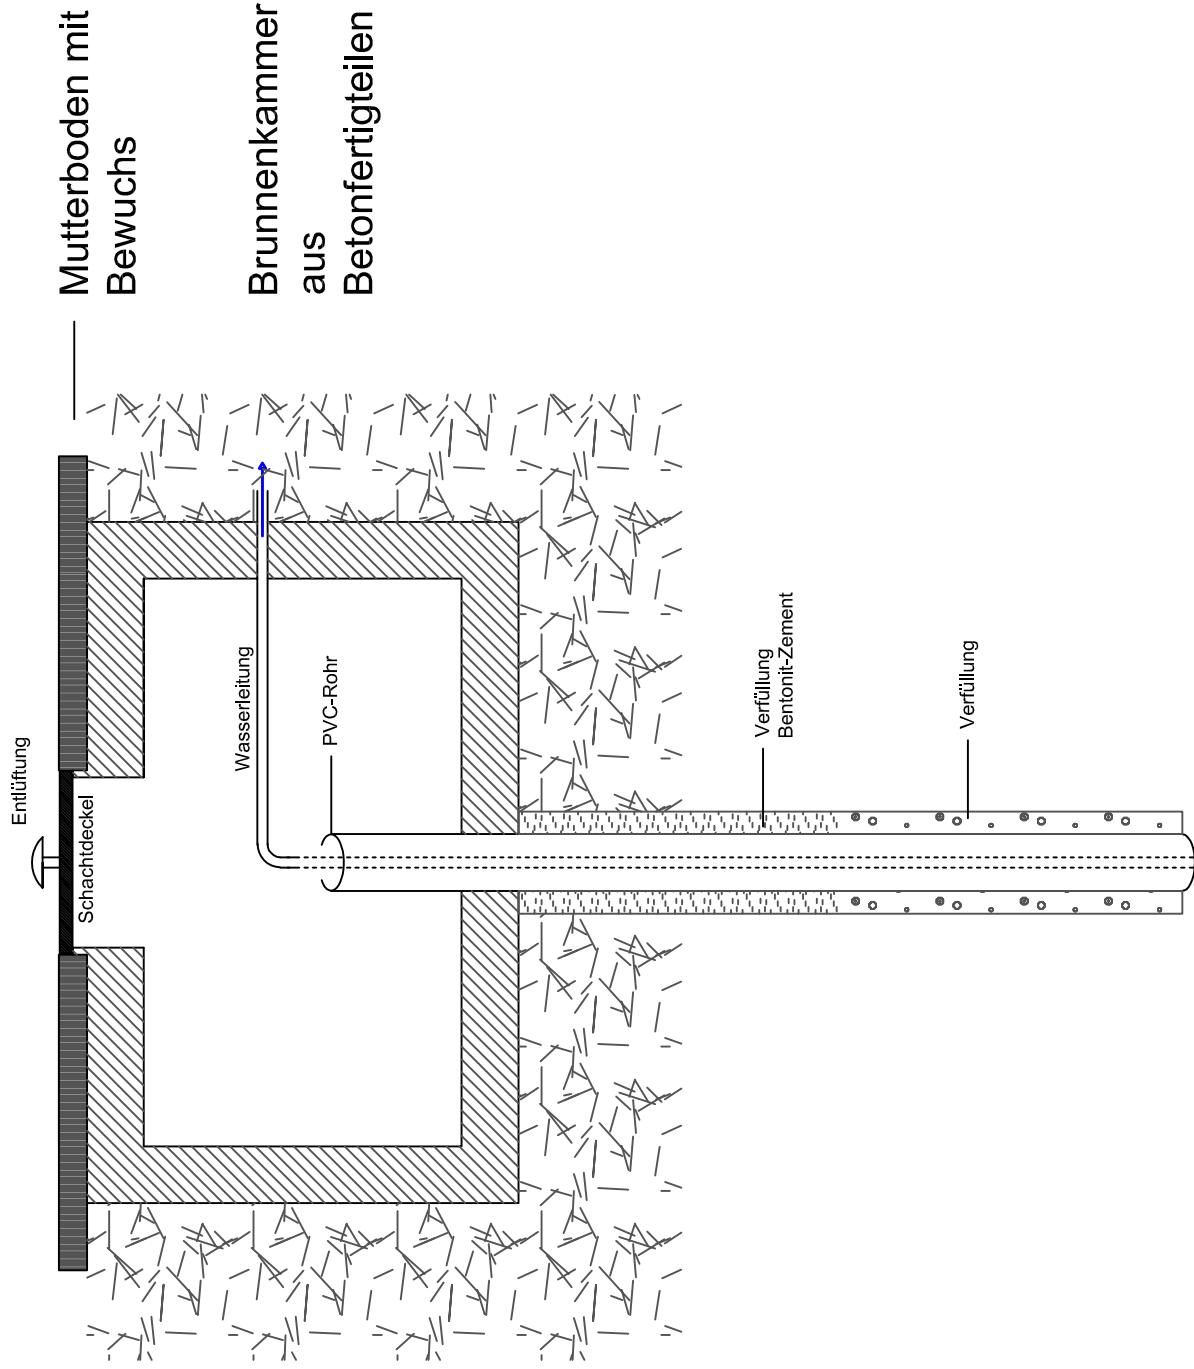 Mutterboden mit
Bewuchs
Brunnenkammer
aus
Betonfertigteilen
Entlüftung
Schachtdeckel
Wasserleitung
PVC-Rohr
Verfüllung
Bentonit-Zement
Verfüllung